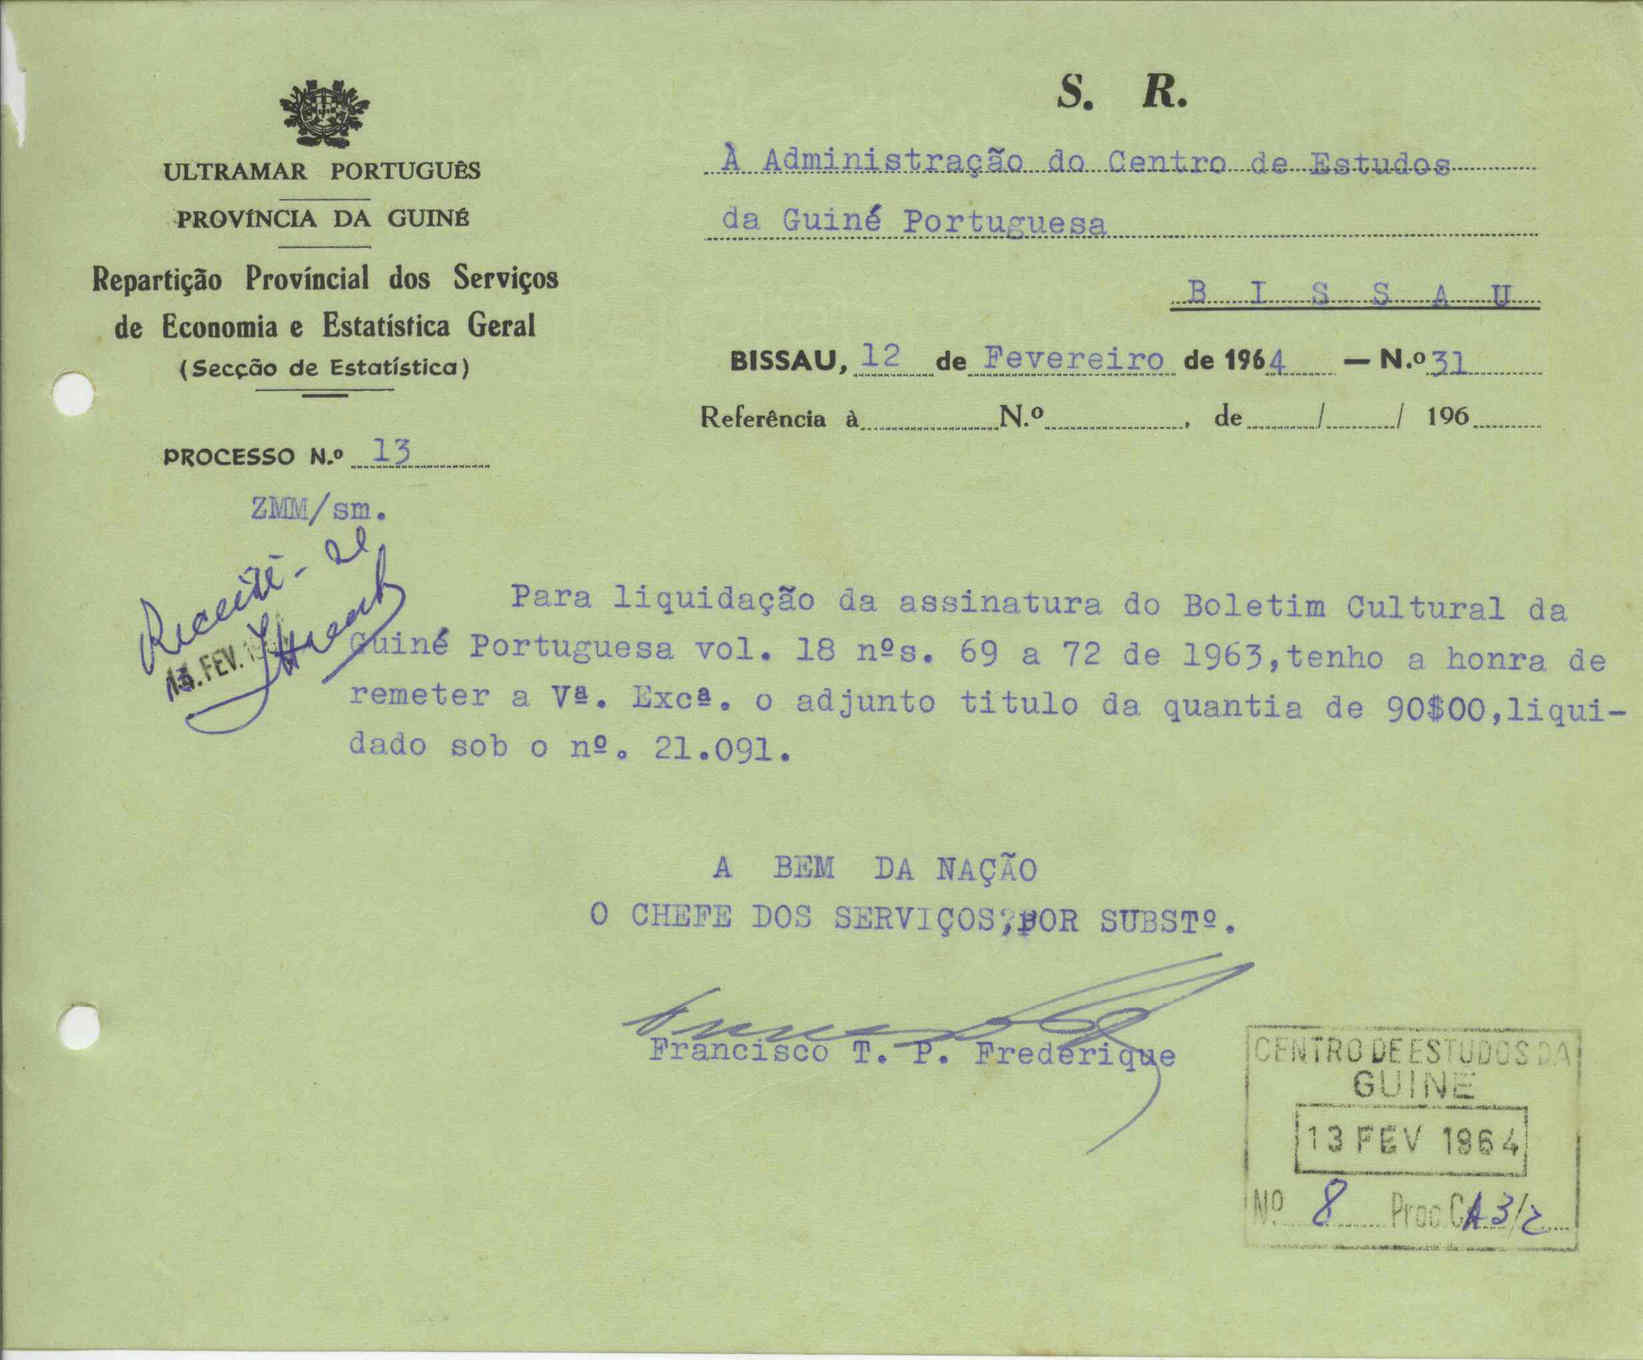 S. R.
ULTRAMAR PORTUGUÊS
PROVÍNCIA DA GUINÉ
Repartição Provincial dos Serviços
de Economia e Estatística Geral
(Secção de Estatística)
PROCESSO N.º 13
ZMM/sm.
À Administração do Centro de Estudos
da Guiné Portuguesa
B I S S A U
BISSAU, 12 de Fevereiro de 1964 — N.º 31
Referência à N.º , de / / 196
13. FEV. 
Para liquidação da assinatura do Boletim Cultural da
Guiné Portuguesa vol. 18 nºs. 69 a 72 de 1963,tenho a honra de
remeter a Vª. Excª. o adjunto titulo da quantia de 90$00,liqui-
dado sob o nº. 21.091.
A BEM DA NAÇÃO
O CHEFE DOS SERVIÇOS,POR SUBSTº.
Francisco T. P. Frederique
CENTRO DE ESTUDOS DA
GUINÉ
13 FEV 1964
Nº 8 Proc. CA 3/2